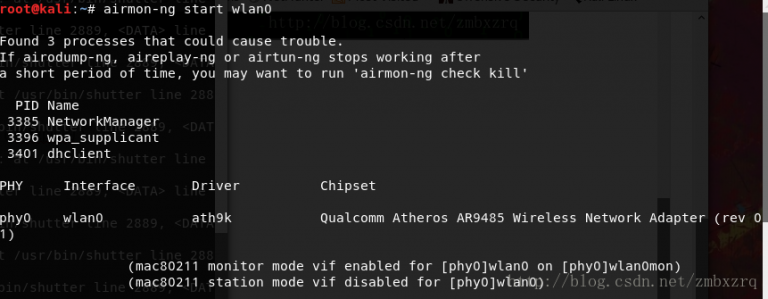 root@kali:~# airmon-ng start wlan0
http://blog.csdn.net/zmbxzrq
Found 3 processes that could cause trouble.
If airodump-ng, aireplay-ng or airtun-ng stops working after
a short period of time, you may want to run 'airmon-ng check kill'
PID Name
3385 NetworkManager
3396 wpa_supplicant
3401 dhclient
PHY Interface Driver Chipset
phy0 wlan0 ath9k Qualcomm Atheros AR9485 Wireless Network Adapter (rev 0
1)
(mac80211 monitor mode vif enabled for [phy0]wlan0 on [phy0]wlan0mon)
(mac80211 station mode vif disabled for [phy0]wlan0)
http://blog.csdn.net/zmbxzrq